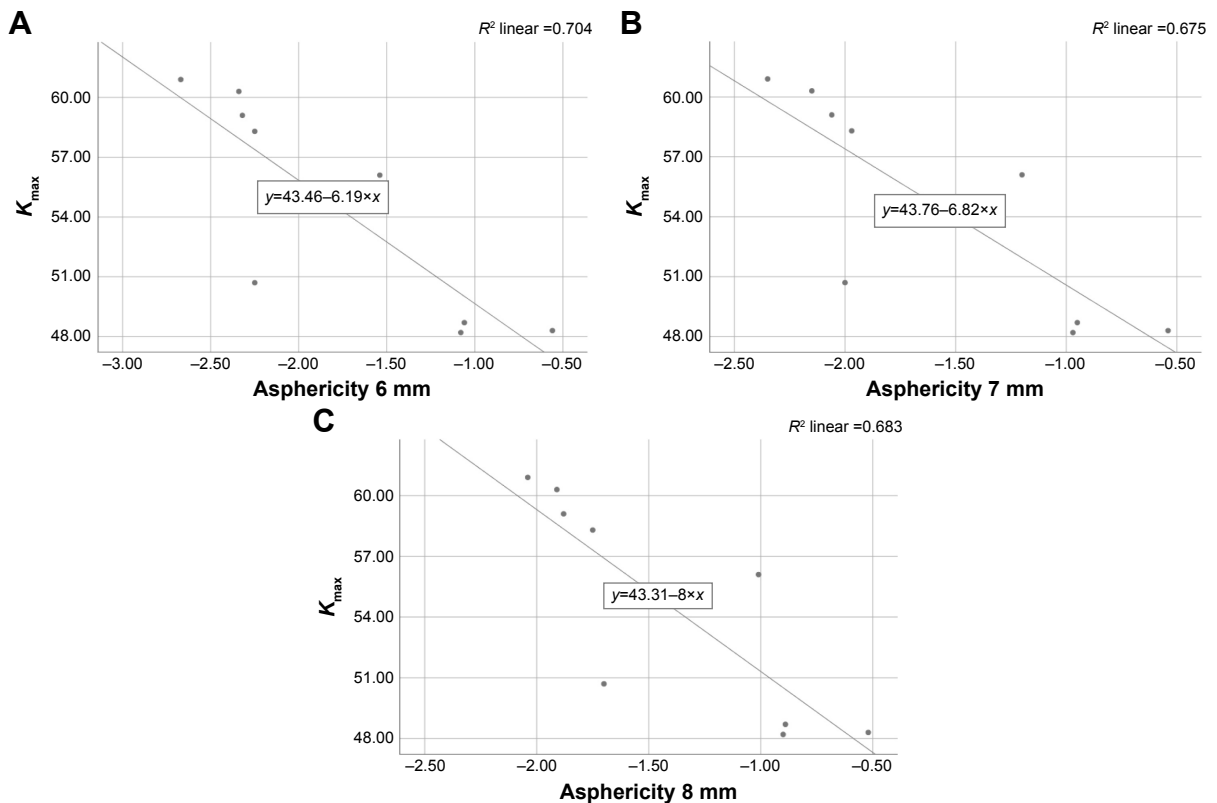 A
R² linear =0.704
60.00
57.00
54.00
51.00
48.00
Kmax
y=43.46–6.19×x
–3.00 –2.50 –2.00 –1.50 –1.00 –0.50
Asphericity 6 mm
B
R² linear =0.675
60.00
57.00
54.00
51.00
48.00
Kmax
y=43.76–6.82×x
–2.50 –2.00 –1.50 –1.00 –0.50
Asphericity 7 mm
C
R² linear =0.683
60.00
57.00
54.00
51.00
48.00
Kmax
y=43.31–8×x
–2.50 –2.00 –1.50 –1.00 –0.50
Asphericity 8 mm